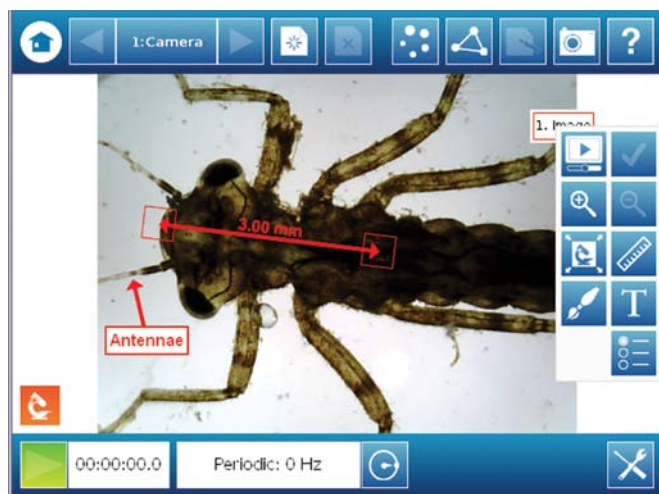 1:Camera
?
1. Image
3.00 mm
Antennae
T
00:00:00.0
Periodic: 0 Hz